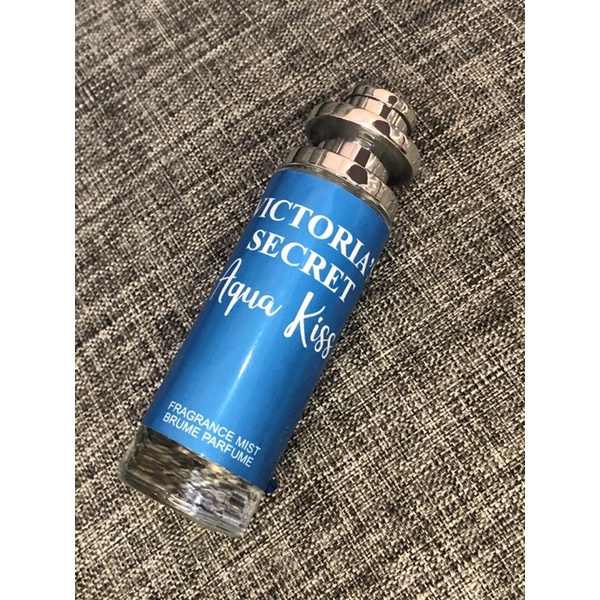 VICTORIA'S
SECRET
Aqua Kiss
FRAGRANCE MIST
BRUME PARFUME